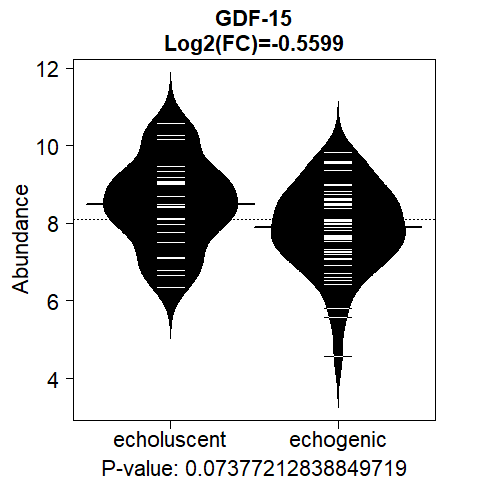 GDF-15
Log2(FC)=-0.5599
12
10
8
6
4
Abundance
echoluscent echogenic
P-value: 0.07377212838849719